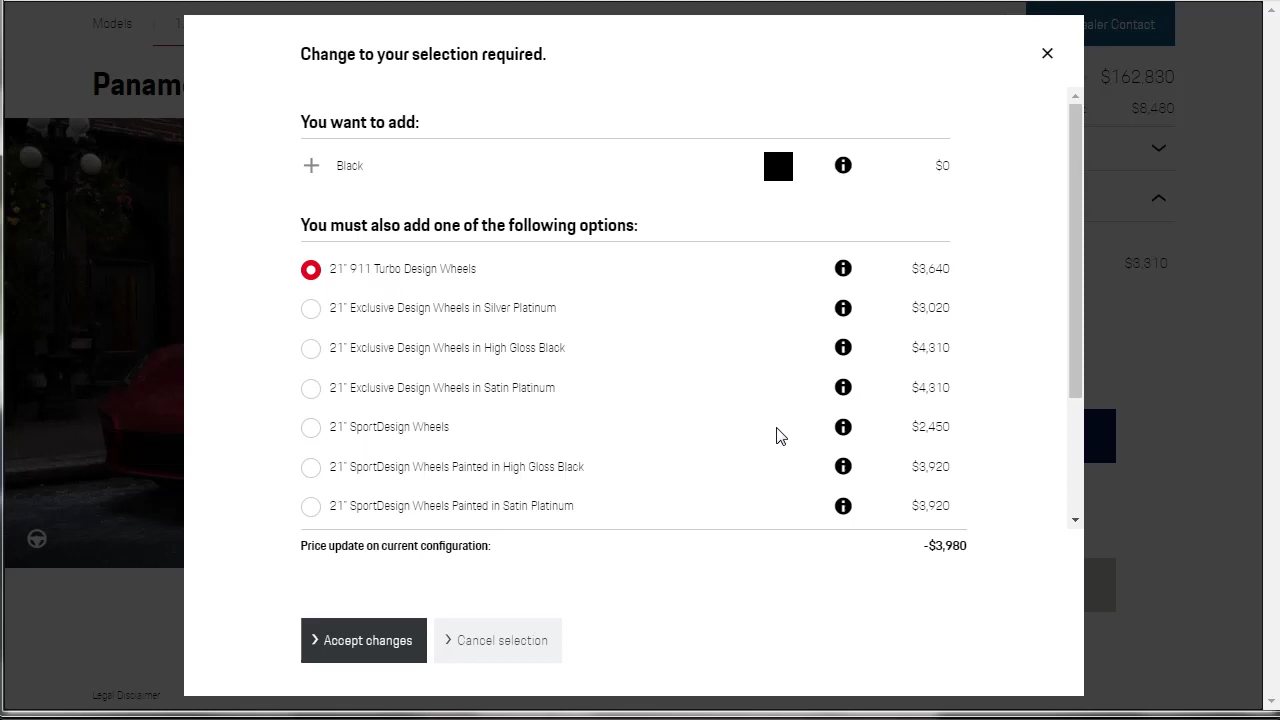 Models
1
Dealer Contact
Change to your selection required.
Panam
$162,830
$8,480
You want to add:
Black $0
You must also add one of the following options:
21" 911 Turbo Design Wheels $3,640
$3,310
21" Exclusive Design Wheels in Silver Platinum $3,020
21" Exclusive Design Wheels in High Gloss Black $4,310
21" Exclusive Design Wheels in Satin Platinum $4,310
21" SportDesign Wheels $2,450
21" SportDesign Wheels Painted in High Gloss Black $3,920
21" SportDesign Wheels Painted in Satin Platinum $3,920
Price update on current configuration: -$3,980
Accept changes
Cancel selection
Legal Disclaimer